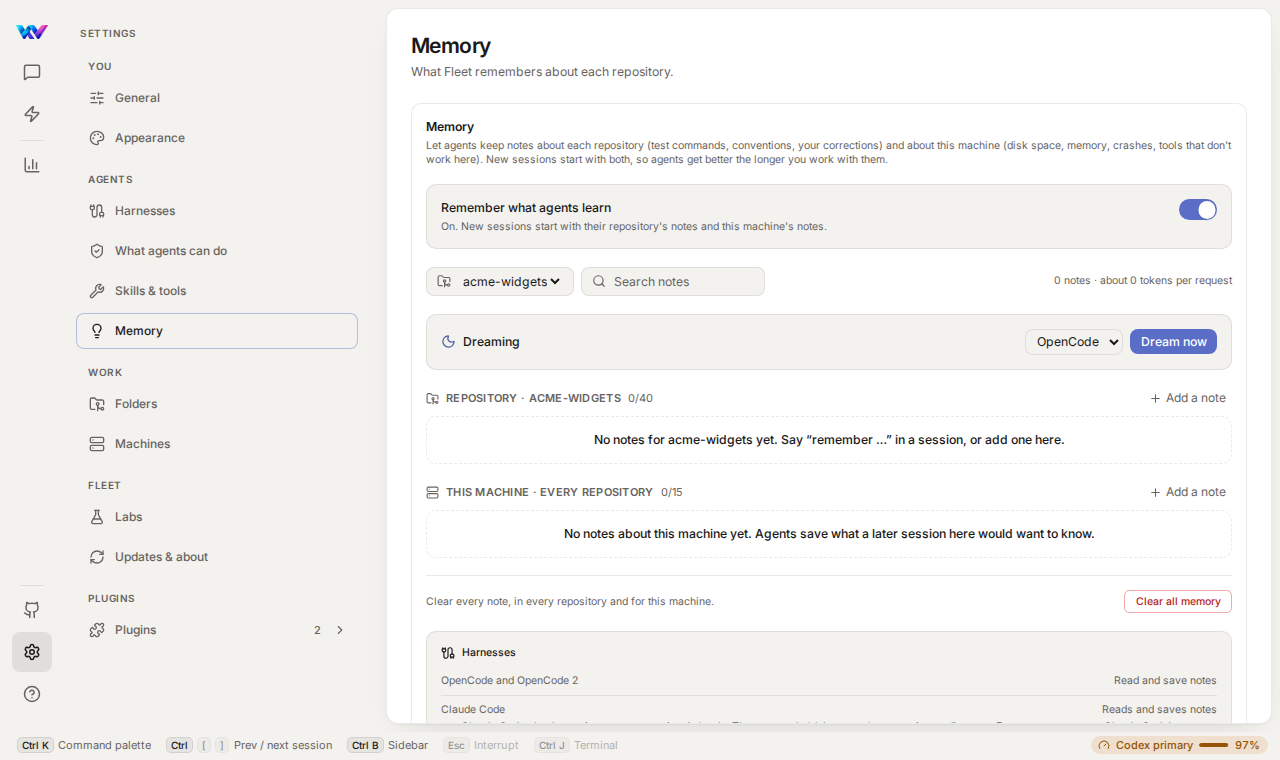 SETTINGS
YOU
General
Appearance
AGENTS
Harnesses
What agents can do
Skills & tools
Memory
WORK
Folders
Machines
FLEET
Labs
Updates & about
PLUGINS
Plugins 2
Memory
What Fleet remembers about each repository.
Memory
Let agents keep notes about each repository (test commands, conventions, your corrections) and about this machine (disk space, memory, crashes, tools that don't
work here). New sessions start with both, so agents get better the longer you work with them.
Remember what agents learn
On. New sessions start with their repository's notes and this machine's notes.
acme-widgets Search notes 0 notes · about 0 tokens per request
Dreaming OpenCode Dream now
REPOSITORY · ACME-WIDGETS 0/40 Add a note
No notes for acme-widgets yet. Say “remember ...” in a session, or add one here.
THIS MACHINE · EVERY REPOSITORY 0/15 Add a note
No notes about this machine yet. Agents save what a later session here would want to know.
Clear every note, in every repository and for this machine. Clear all memory
Harnesses
OpenCode and OpenCode 2 Read and save notes
Claude Code Reads and saves notes
Ctrl K Command palette Ctrl [ ] Prev / next session Ctrl B Sidebar Esc Interrupt Ctrl J Terminal Codex primary 97%